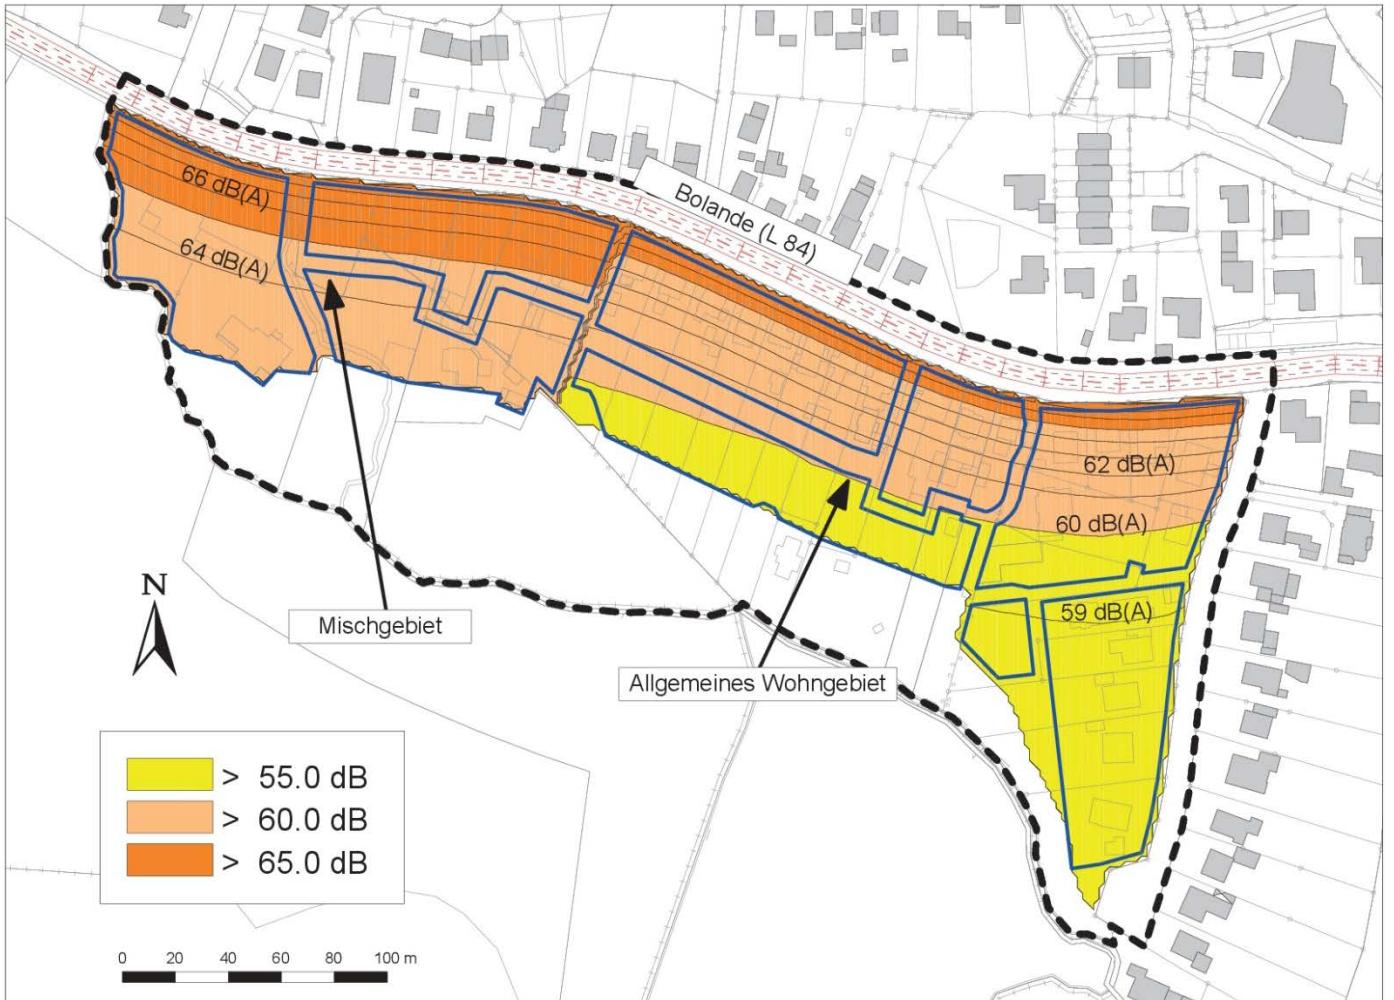 Bolande (L 84)
66 dB(A)
64 dB(A)
62 dB(A)
60 dB(A)
59 dB(A)
N
Mischgebiet
Allgemeines Wohngebiet
> 55.0 dB
> 60.0 dB
> 65.0 dB
0 20 40 60 80 100 m